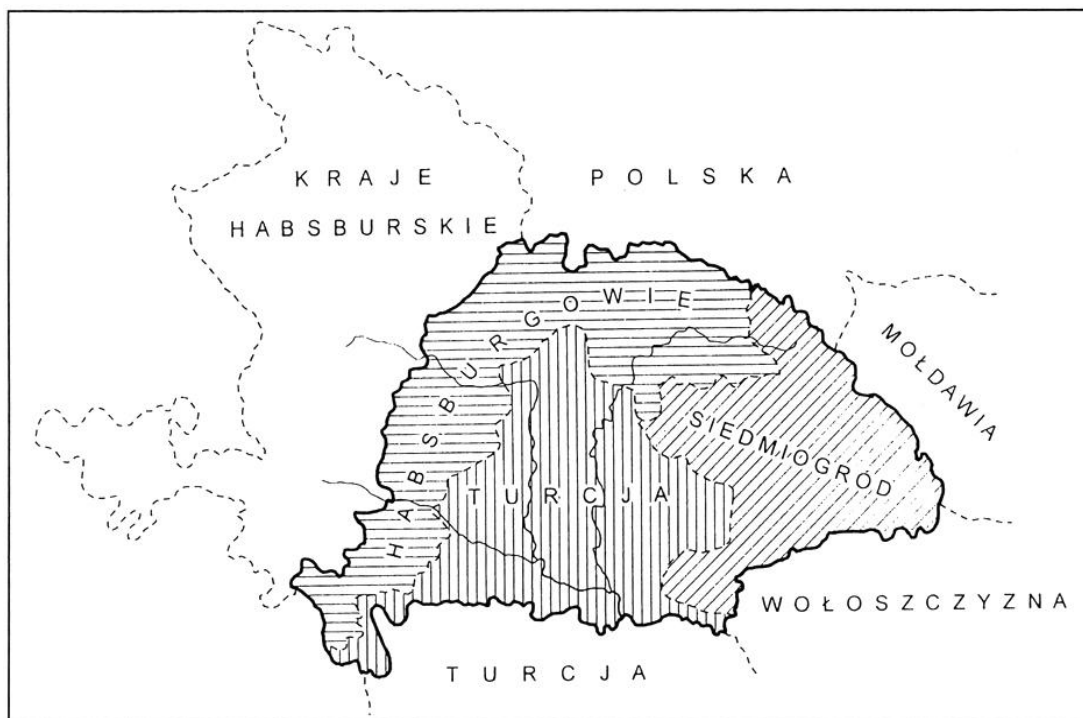 KRAJE
HABSBURSKIE
POLSKA
HABSBURGOWIE
MOŁDAWIA
SIEDMIOGRÓD
TURCJA
WOŁOSZCZYZNA
TURCJA